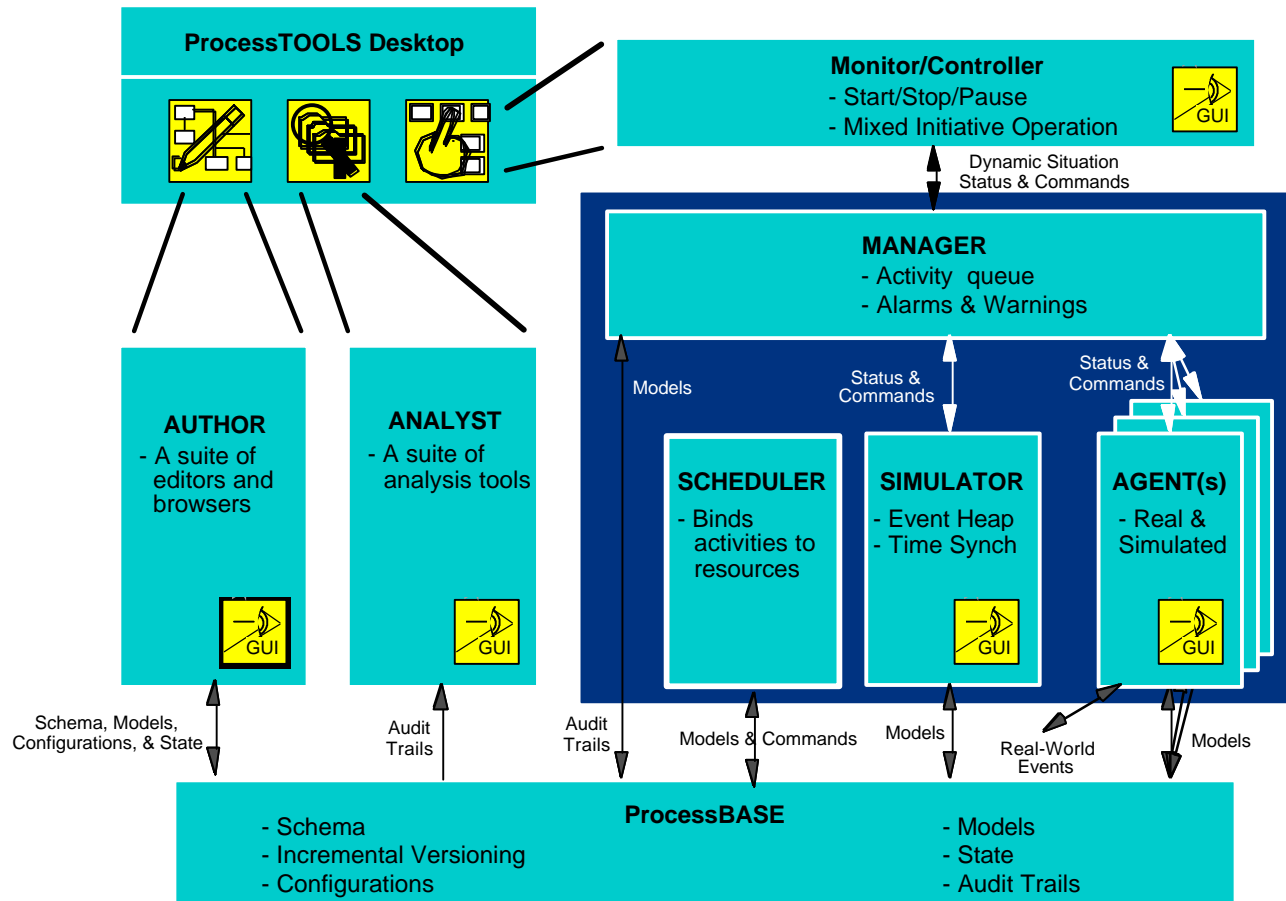 ProcessTOOLS Desktop
Monitor/Controller
- Start/Stop/Pause
- Mixed Initiative Operation
GUI
Dynamic Situation
Status & Commands
MANAGER
- Activity queue
- Alarms & Warnings
Models
Status &
Commands
Status &
Commands
AUTHOR
- A suite of
editors and
browsers
GUI
ANALYST
- A suite of
analysis tools
GUI
SCHEDULER
- Binds
activities to
resources
SIMULATOR
- Event Heap
- Time Synch
GUI
AGENT(s)
- Real &
Simulated
GUI
Schema, Models,
Configurations, & State
Audit
Trails
Audit
Trails
Models & Commands
Models
Real-World
Events
Models
ProcessBASE
- Schema
- Incremental Versioning
- Configurations
- Models
- State
- Audit Trails